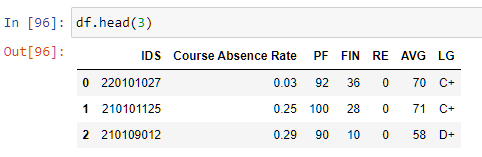 In [96]: df.head(3)
Out[96]:
IDS Course Absence Rate PF FIN RE AVG LG
0 220101027 0.03 92 36 0 70 C+
1 210101125 0.25 100 28 0 71 C+
2 210109012 0.29 90 10 0 58 D+